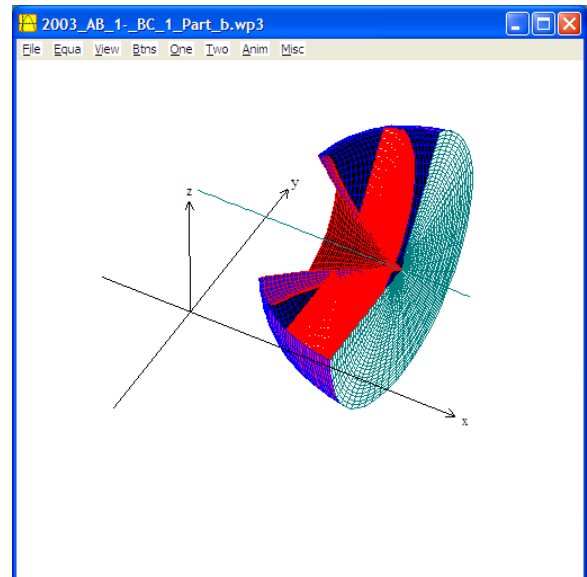 2003_AB_1-_BC_1_Part_b.wp3
File Equa View Btns One Two Anim Misc
y
z
x